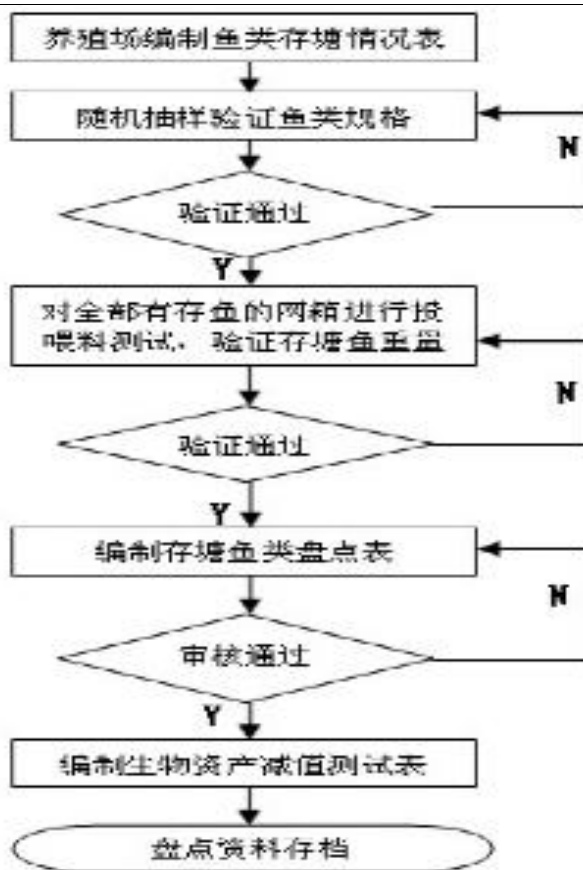 养殖场编制鱼类存塘情况表
随机抽样验证鱼类规格
N
验证通过
Y
对全部有存鱼的网箱进行投
喂料测试，验证存塘鱼重量
N
验证通过
Y
编制存塘鱼类盘点表
N
审核通过
Y
编制生物资产减值测试表
盘点资料存档